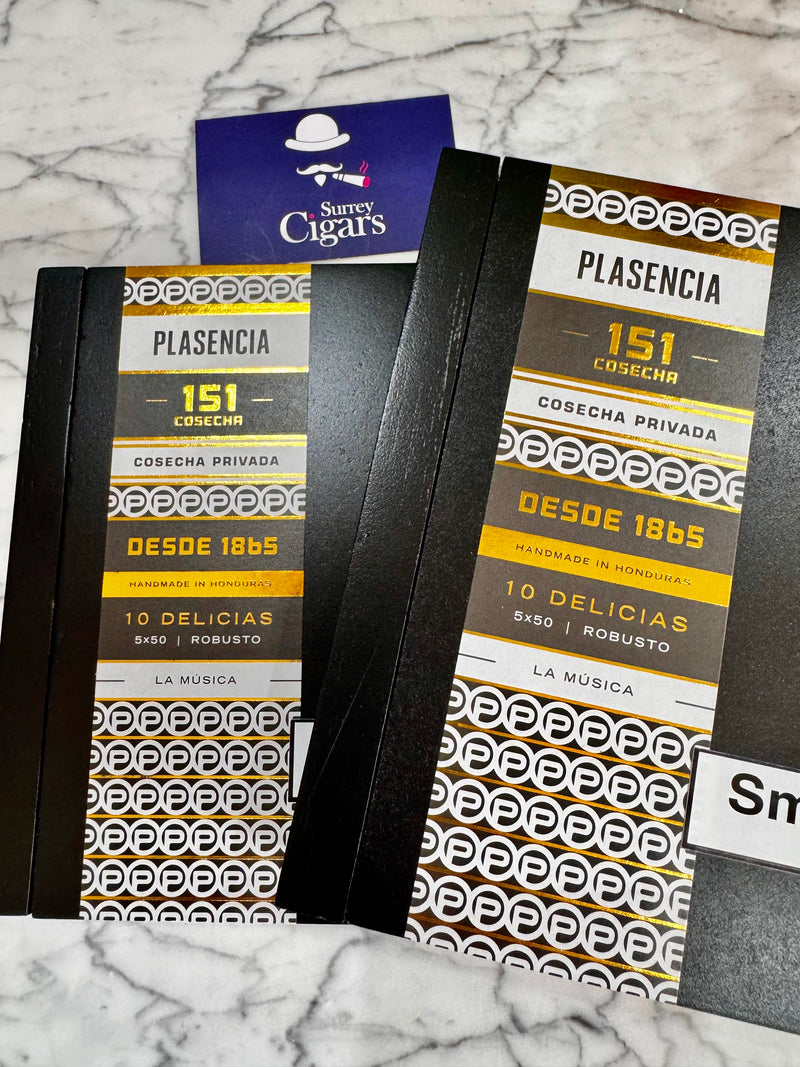 Surrey
Cigars
PLASENCIA
151
COSECHA
COSECHA PRIVADA
DESDE 1865
HANDMADE IN HONDURAS
10 DELICIAS
5x50 | ROBUSTO
LA MÚSICA
PLASENCIA
151
COSECHA
COSECHA PRIVADA
DESDE 1865
HANDMADE IN HONDURAS
10 DELICIAS
5x50 | ROBUSTO
LA MÚSICA